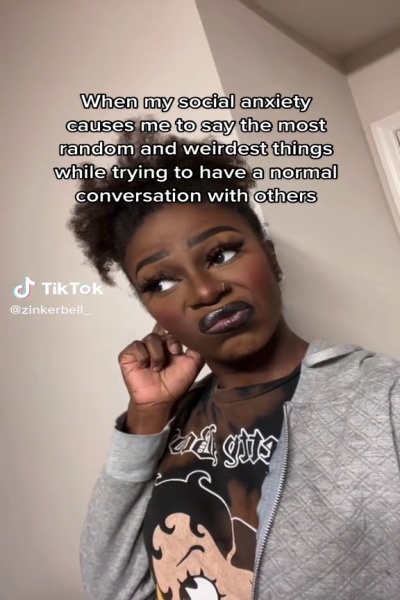 When my social anxiety
causes me to say the most
random and weirdest things
while trying to have a normal
conversation with others
TikTok
@zinkerbell_